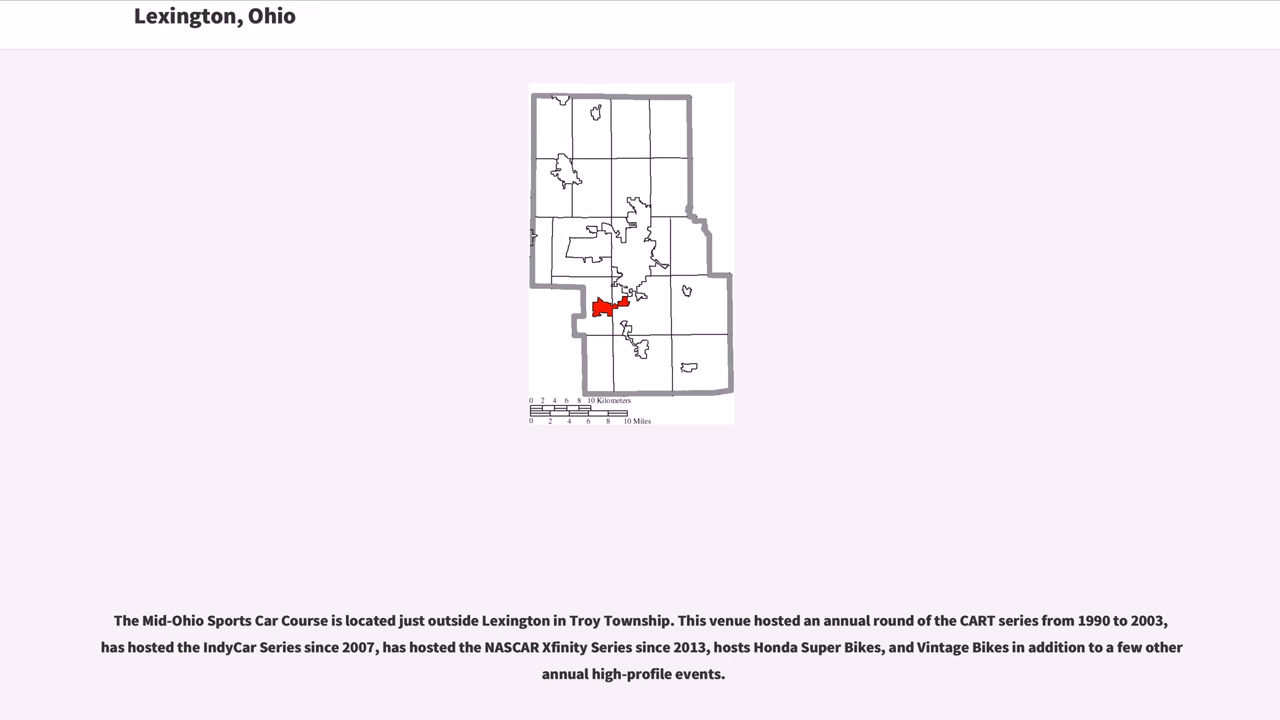 Lexington, Ohio
0 2 4 6 8 10 Kilometers
0 2 4 6 8 10 Miles
The Mid-Ohio Sports Car Course is located just outside Lexington in Troy Township. This venue hosted an annual round of the CART series from 1990 to 2003,
has hosted the IndyCar Series since 2007, has hosted the NASCAR Xfinity Series since 2013, hosts Honda Super Bikes, and Vintage Bikes in addition to a few other
annual high-profile events.